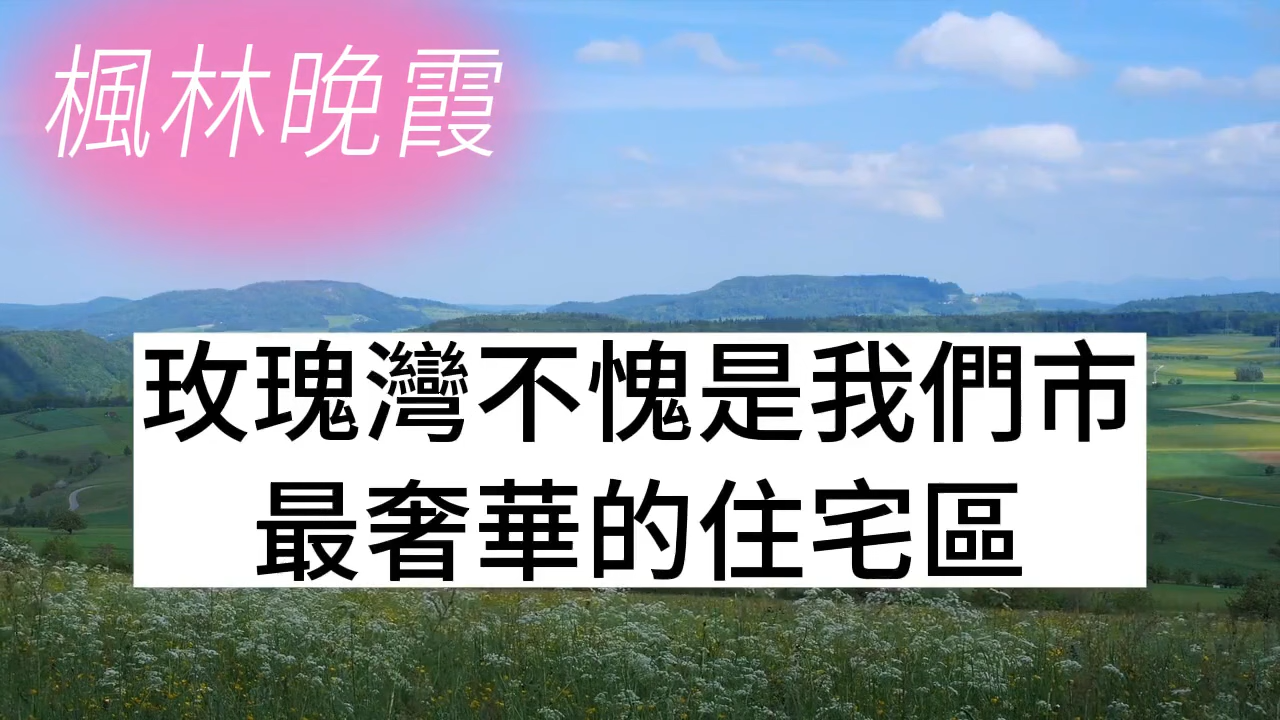 楓林晚霞
玫瑰灣不愧是我們市
最奢華的住宅區